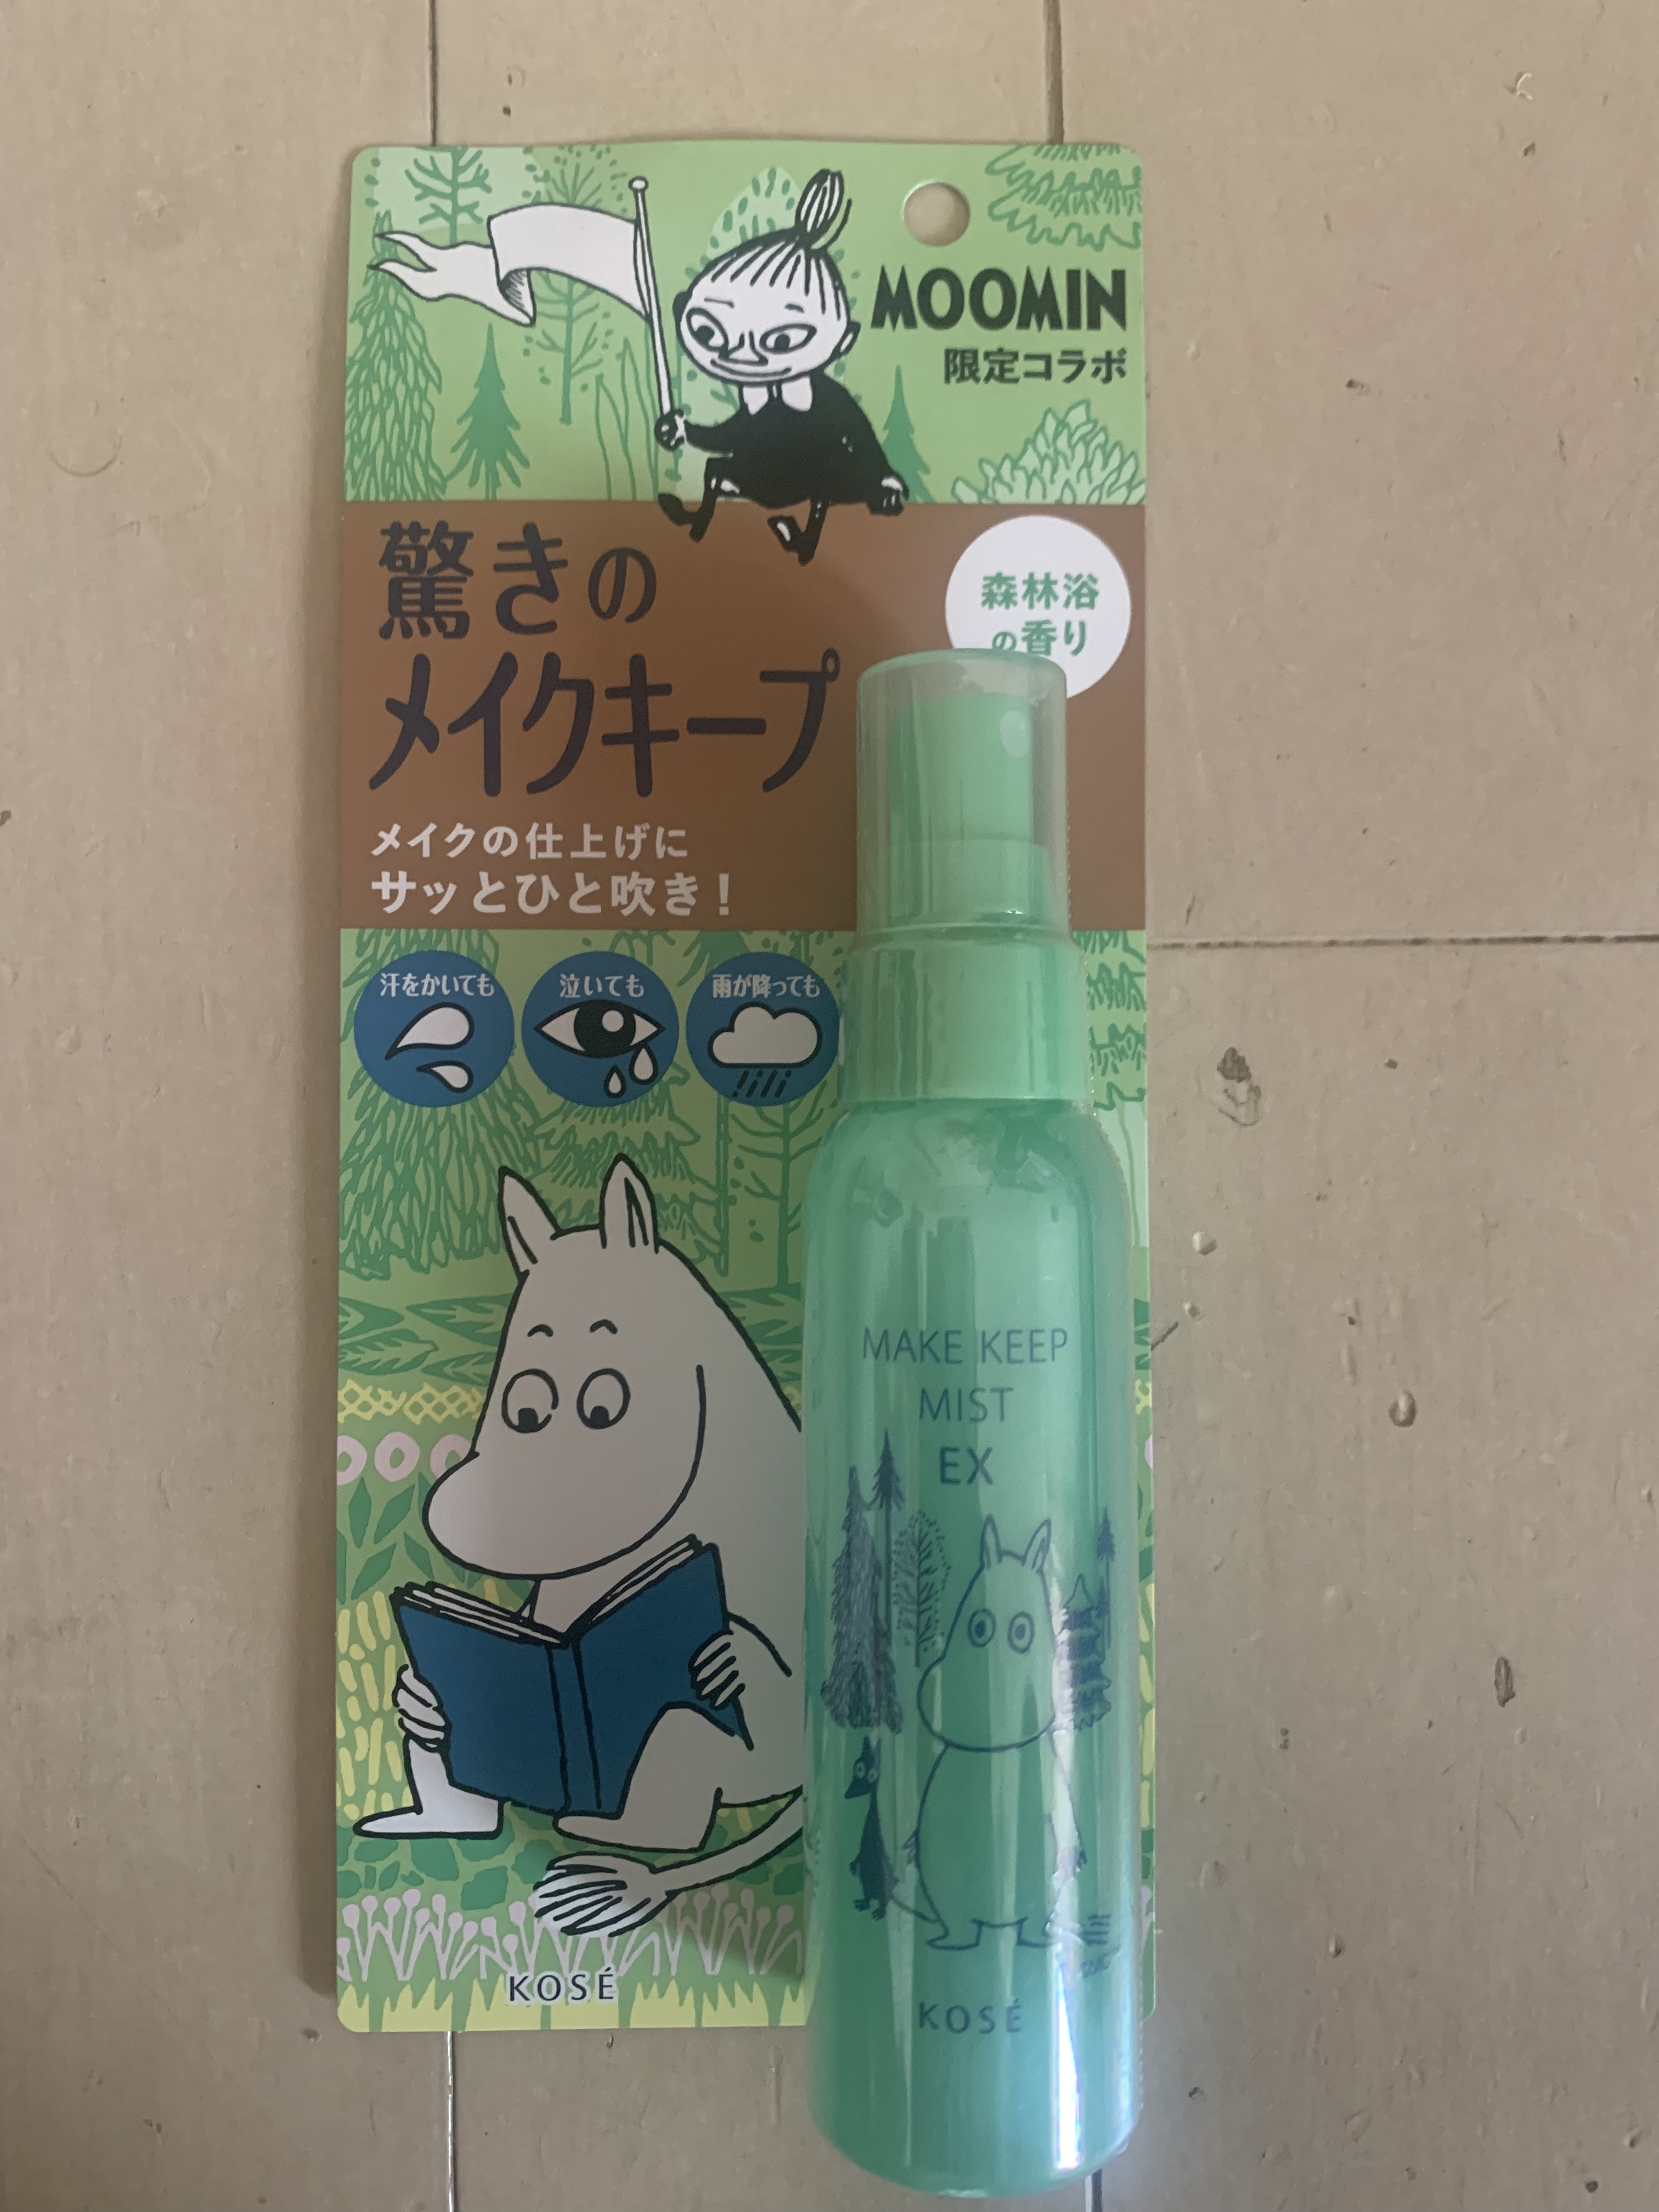 MOOMIN
限定コラボ
驚きの
メイクキープ
森林浴
の香り
メイクの仕上げに
サッとひと吹き!
汗をかいても
泣いても
雨が降っても
MAKE KEEP
MIST
EX
KOSÉ
KOSÉ